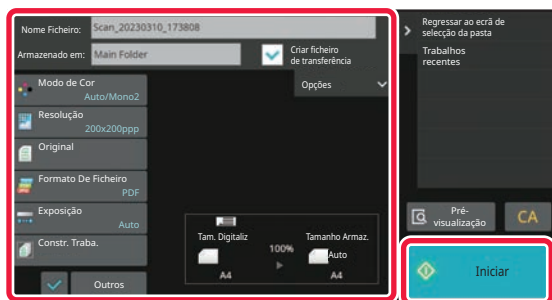 Nome Ficheiro: Scan_20230310_173808
Armazenado em: Main Folder
Criar ficheiro
de transferência
Opções
Modo de Cor
Auto/Mono2
Resolução
200x200ppp
Original
Formato De Ficheiro
PDF
Exposição
Auto
Constr. Traba.
Outros
Tam. Digitaliz
A4
100%
Tamanho Armaz.
Auto
A4
Regressar ao ecrã de
selecção da pasta
Trabalhos
recentes
Pré-
visualização
CA
Iniciar